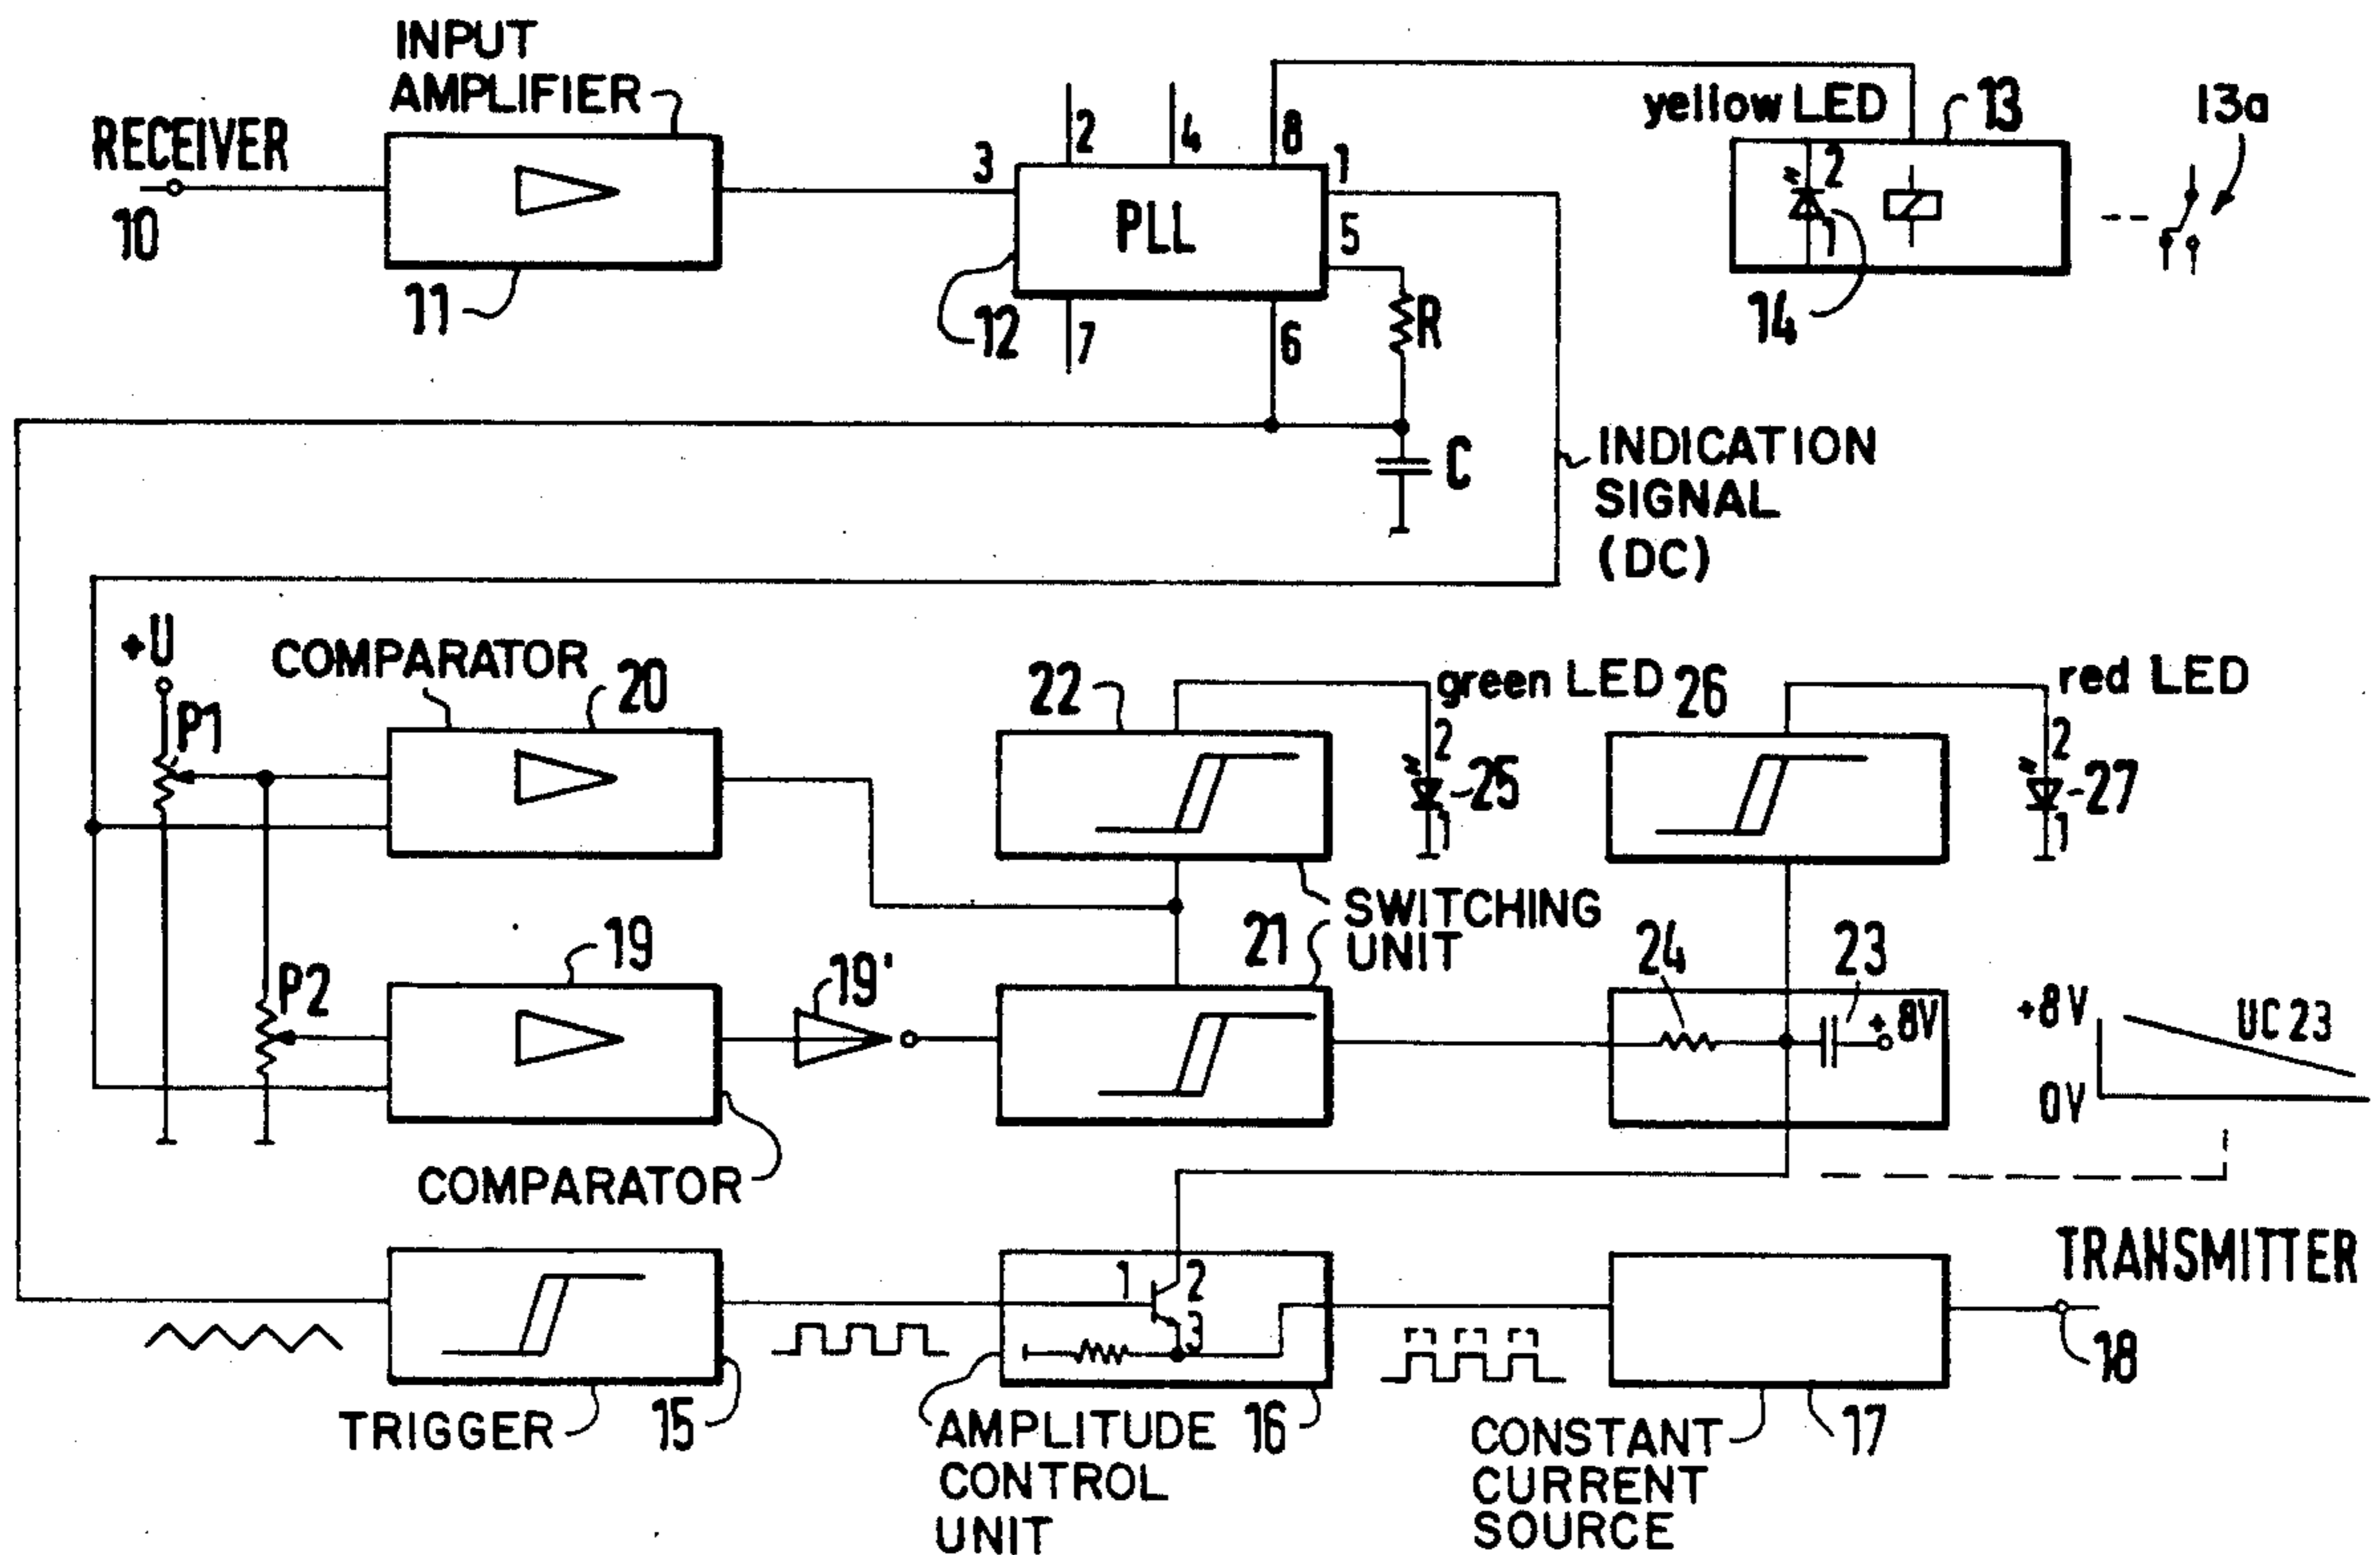 INPUT
AMPLIFIER
RECEIVER
10
11
3
2
4
8
1
5
PLL
12
7
6
R
C
yellow LED
13
13a
2
1
14
INDICATION
SIGNAL
(DC)
+U
P1
COMPARATOR
20
22
green LED
2
25
1
26
red LED
2
27
1
P2
19
19'
21
SWITCHING
UNIT
24
23
+8V
+8V
UC23
0V
COMPARATOR
TRIGGER
15
1
2
3
AMPLITUDE
CONTROL
UNIT
16
CONSTANT
CURRENT
SOURCE
17
TRANSMITTER
18